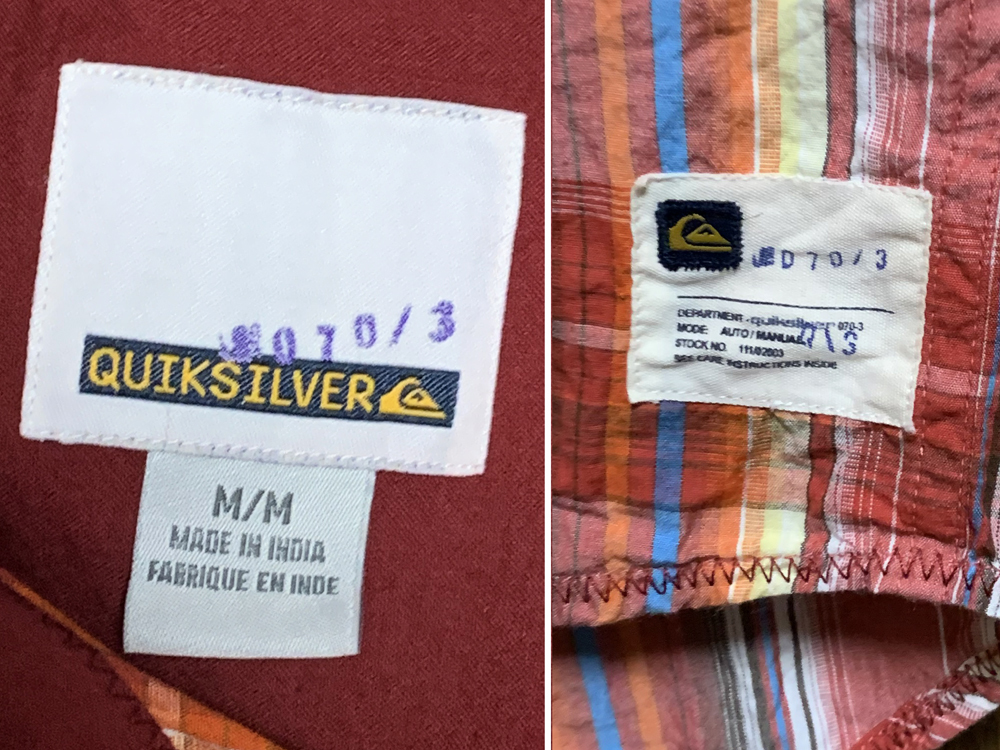 070/3
QUIKSILVER
M/M
MADE IN INDIA
FABRIQUE EN INDE
D70/3
DEPARTMENT - quiksilver 070-3
MODE: AUTO / MANUAL
STOCK NO. 111/02003
SEE CARE INSTRUCTIONS INSIDE